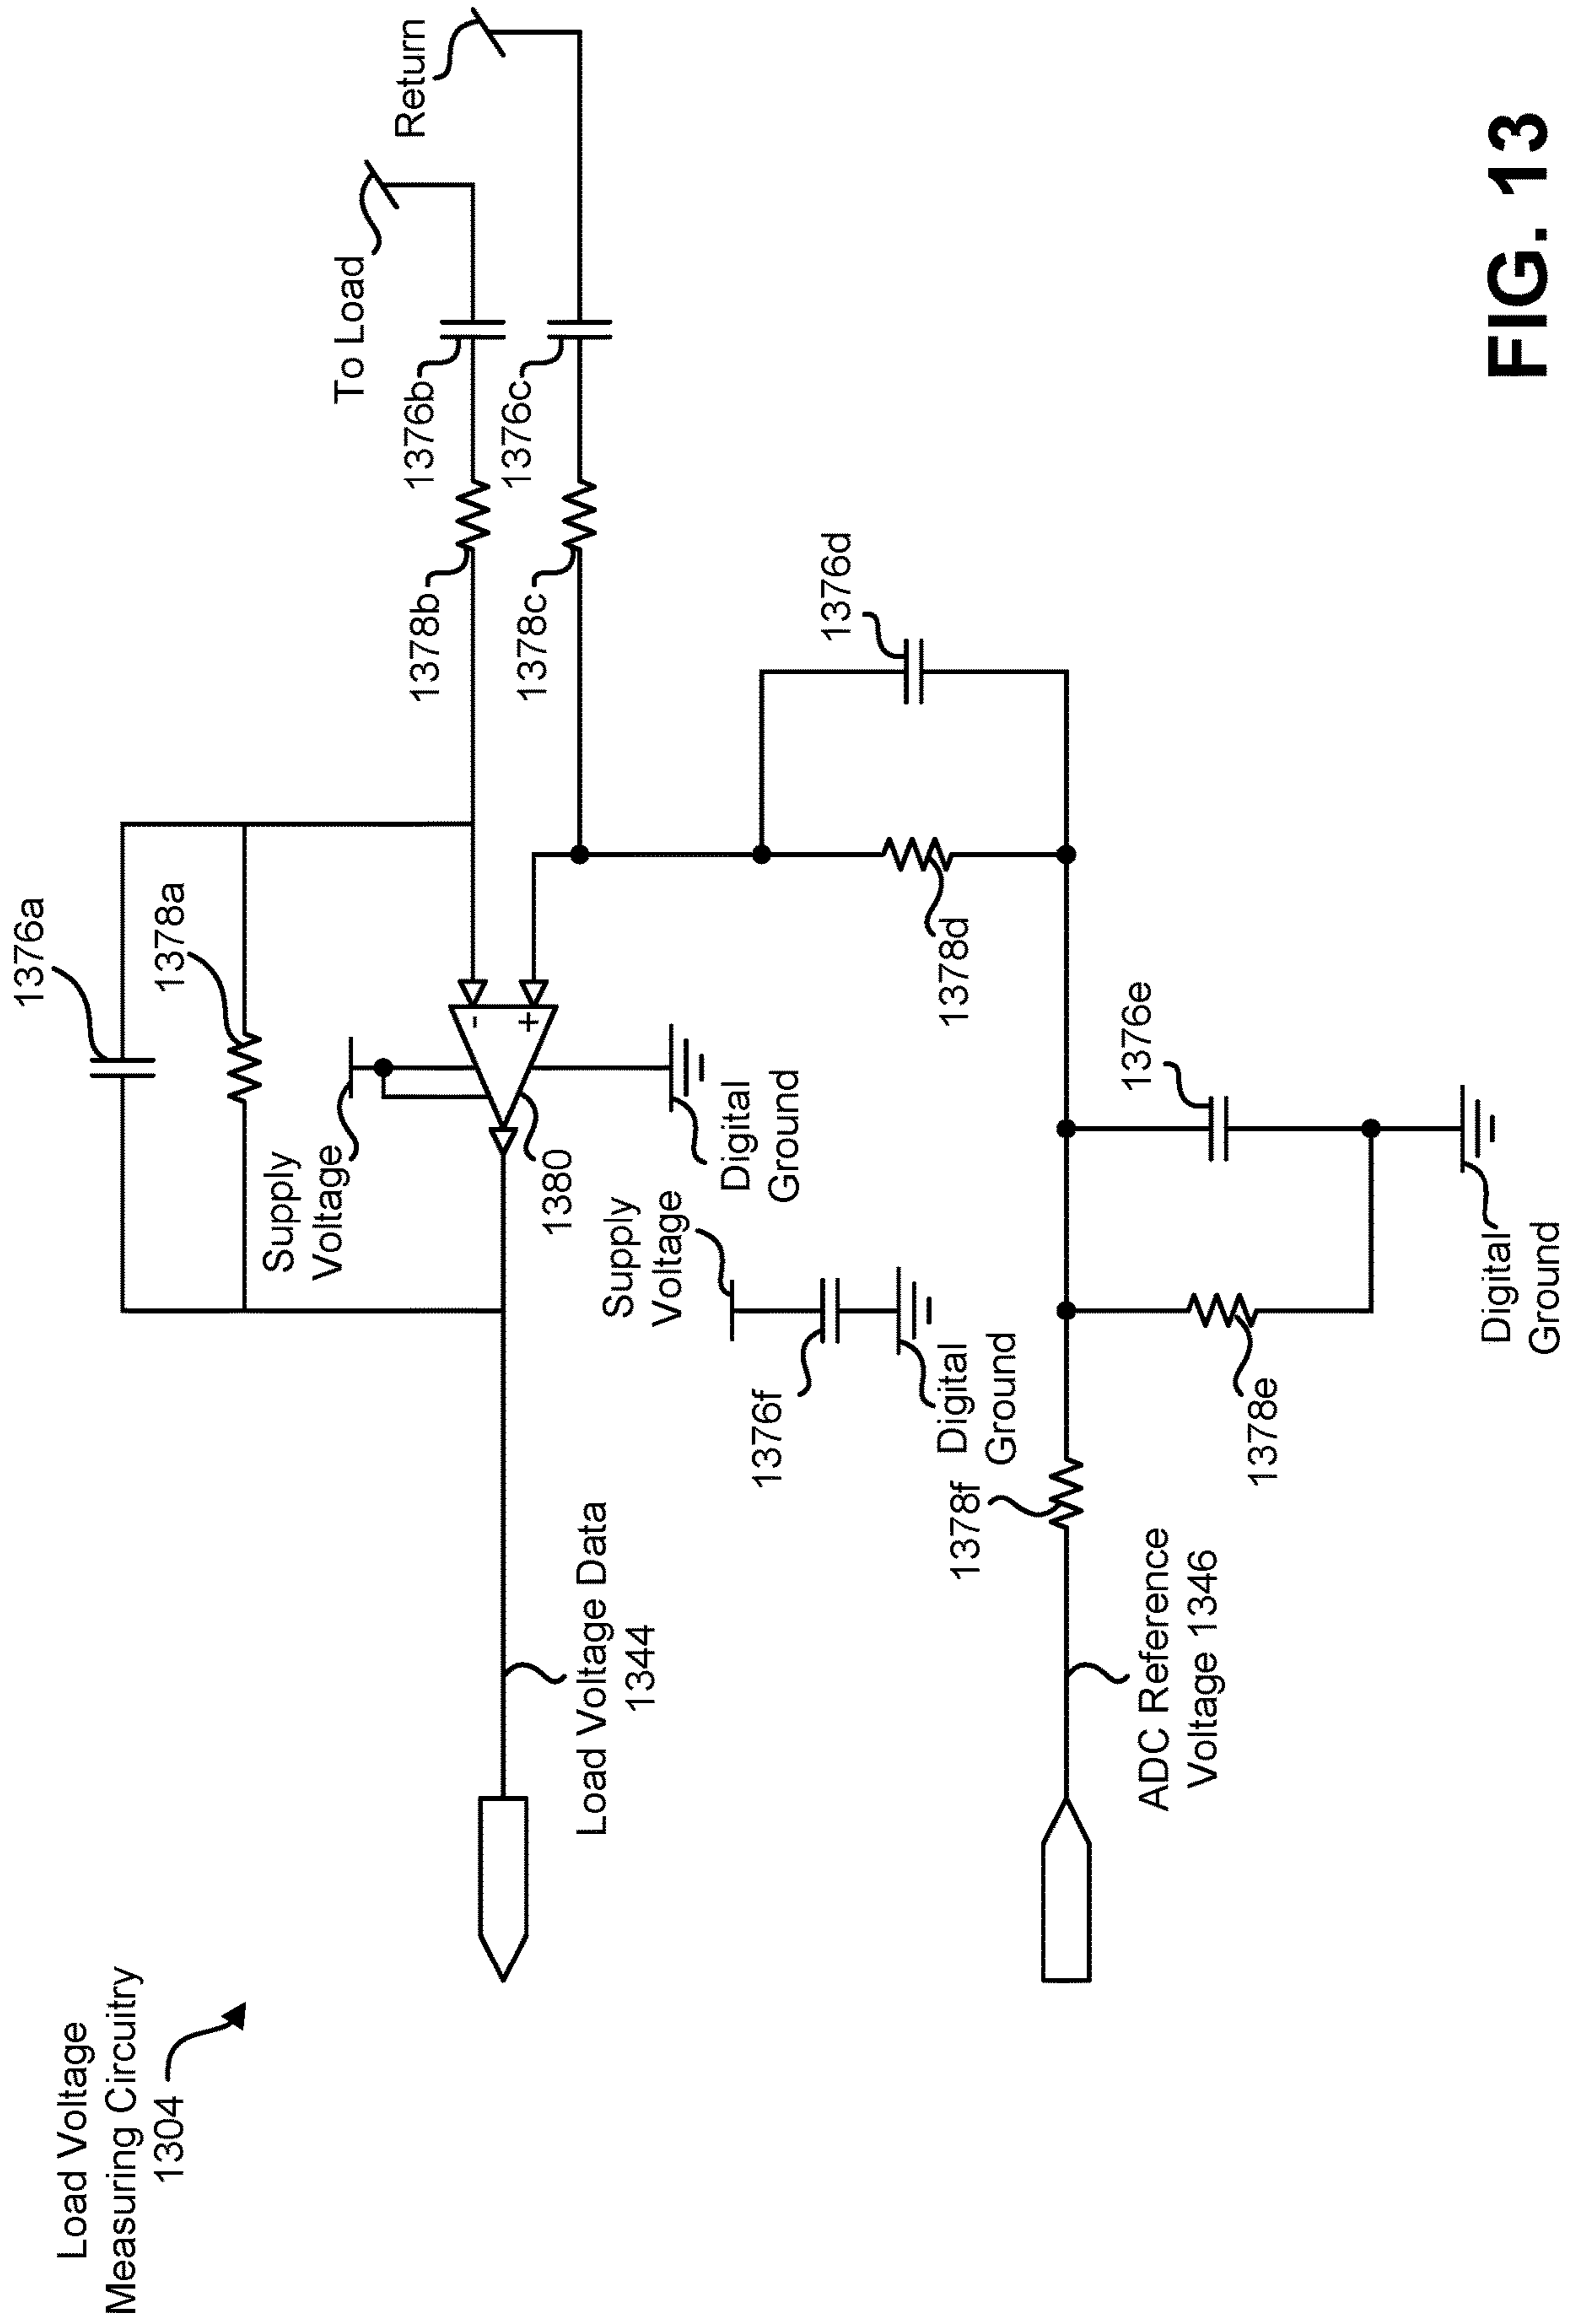 Load Voltage
Measuring Circuitry
1304
1376a
1378a
Supply
Voltage
1380
Digital
Ground
To Load
Return
1376b
1376c
1378b
1378c
-
+
Load Voltage Data
1344
Supply
Voltage
1376f
Digital
Ground
1376d
1378d
1376e
1378f
1378e
ADC Reference
Voltage 1346
Digital
Ground
FIG. 13